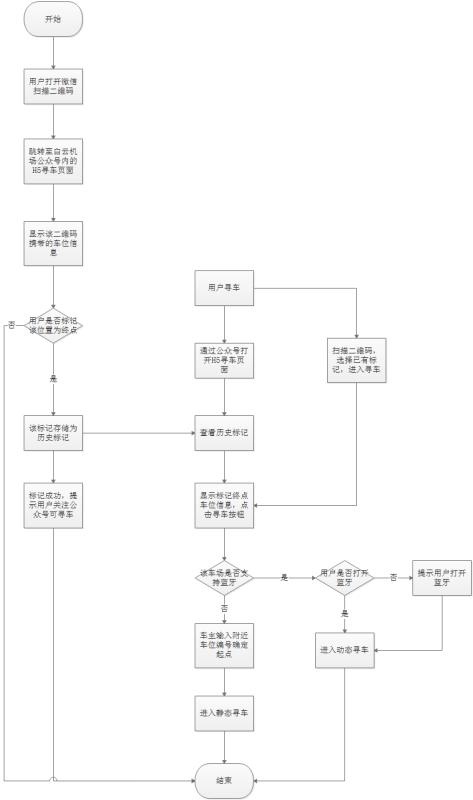 开始
用户打开微信
扫描二维码
跳转至白云机
场公众号内的
H5寻车页面
显示该二维码
携带的车位信
息
用户是否标记
该位置为终点
否
是
该标记存储为
历史标记
标记成功，提
示用户关注公
众号可寻车
用户寻车
通过公众号打
开H5寻车页
面
扫描二维码，
选择已有标
记，进入寻车
查看历史标记
显示标记终点
车位信息，点
击寻车按钮
该车场是否支
持蓝牙
是
用户是否打开
蓝牙
否
提示用户打开
蓝牙
否
是
车主输入附近
车位编号确定
起点
进入动态寻车
进入静态寻车
结束